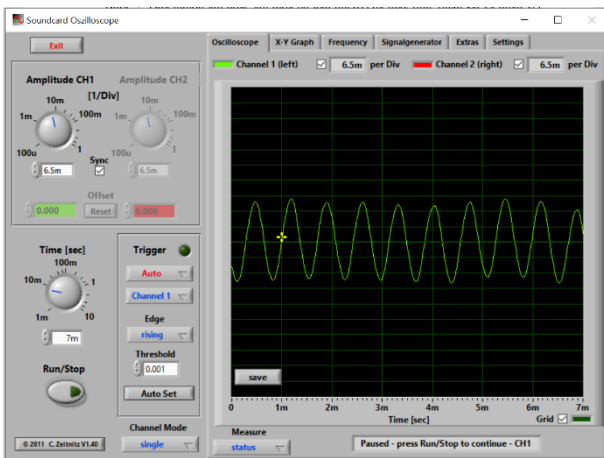 Soundcard Oszilloscope
Exit
Amplitude CH1
Amplitude CH2
[1/Div]
10m
10m
1m
100m
1m
100u
1
Sync
6.5m
6.5m
Offset
0.000
Reset
0.000
Time [sec]
100m
10m
1
1m
10
7m
Run/Stop
Trigger
Auto
Channel 1
Edge
rising
Threshold
0.001
Auto Set
Channel Mode
single
© 2011 C. Zeitnitz V1.40
Oscilloscope
X-Y Graph
Frequency
Signalgenerator
Extras
Settings
Channel 1 (left)
6.5m
per Div
Channel 2 (right)
6.5m
per Div
save
0
1m
2m
3m
4m
5m
6m
7m
Time [sec]
Grid
Measure
status
Paused - press Run/Stop to continue - CH1